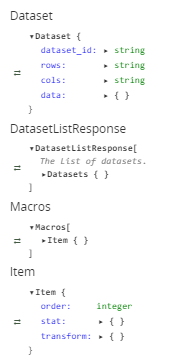 Dataset
▾Dataset {
dataset_id: ▸ string
rows: ▸ string
cols: ▸ string
data: ▸ { }
}
DatasetListResponse
▾DatasetListResponse[
The List of datasets.
▸Datasets { }
]
Macros
▾Macros[
▸Item { }
]
Item
▾Item {
order: integer
stat: ▸ { }
transform: ▸ { }
}